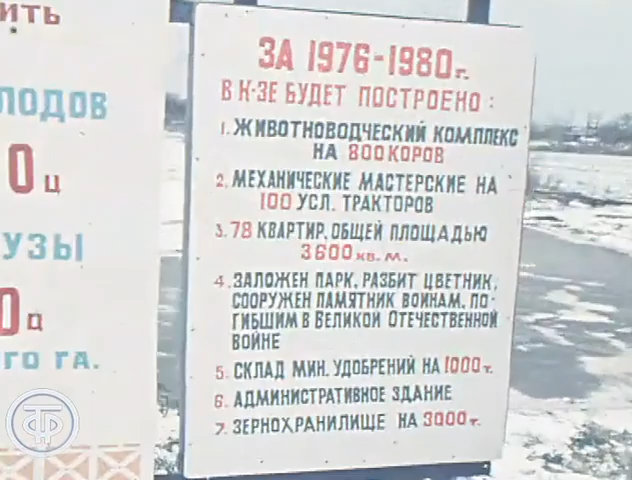 ИТЬ
ЛОДОВ
0 Ц
УЗЫ
0 Ц
ГО ГА.
ЗА 1976-1980г.
В К-ЗЕ БУДЕТ ПОСТРОЕНО:
1. ЖИВОТНОВОДЧЕСКИЙ КОМПЛЕКС
НА 800 КОРОВ
2. МЕХАНИЧЕСКИЕ МАСТЕРСКИЕ НА
100 УСЛ. ТРАКТОРОВ
3. 78 КВАРТИР, ОБЩЕЙ ПЛОЩАДЬЮ
3600 КВ. М.
4. ЗАЛОЖЕН ПАРК, РАЗБИТ ЦВЕТНИК,
СООРУЖЕН ПАМЯТНИК ВОИНАМ, ПО-
ГИБШИМ В ВЕЛИКОЙ ОТЕЧЕСТВЕННОЙ
ВОЙНЕ
5. СКЛАД МИН. УДОБРЕНИЙ НА 1000 т.
6. АДМИНИСТРАТИВНОЕ ЗДАНИЕ
7. ЗЕРНОХРАНИЛИЩЕ НА 3000 т.